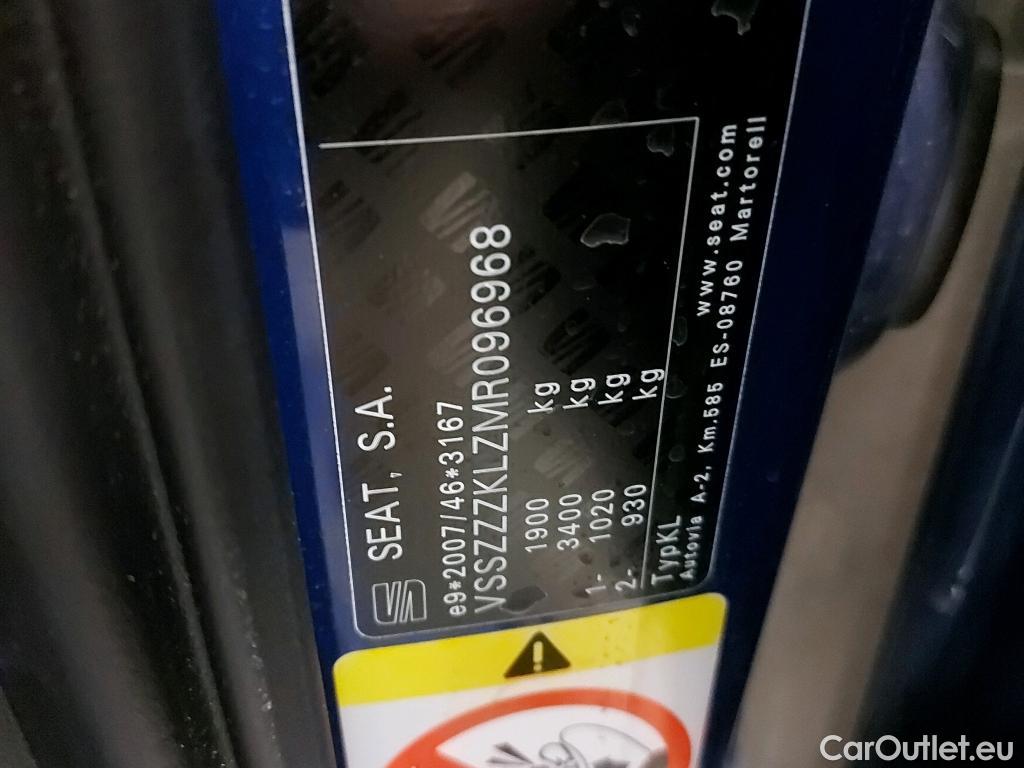 SEAT, S.A.
e9*2007/46*3167
VSSZZZKLZMR096968
1900 kg
3400 kg
1- 1020 kg
2- 930 kg
TypKL
www.seat.com
Autovia A-2, Km.585 ES-08760 Martorell
CarOutlet.eu